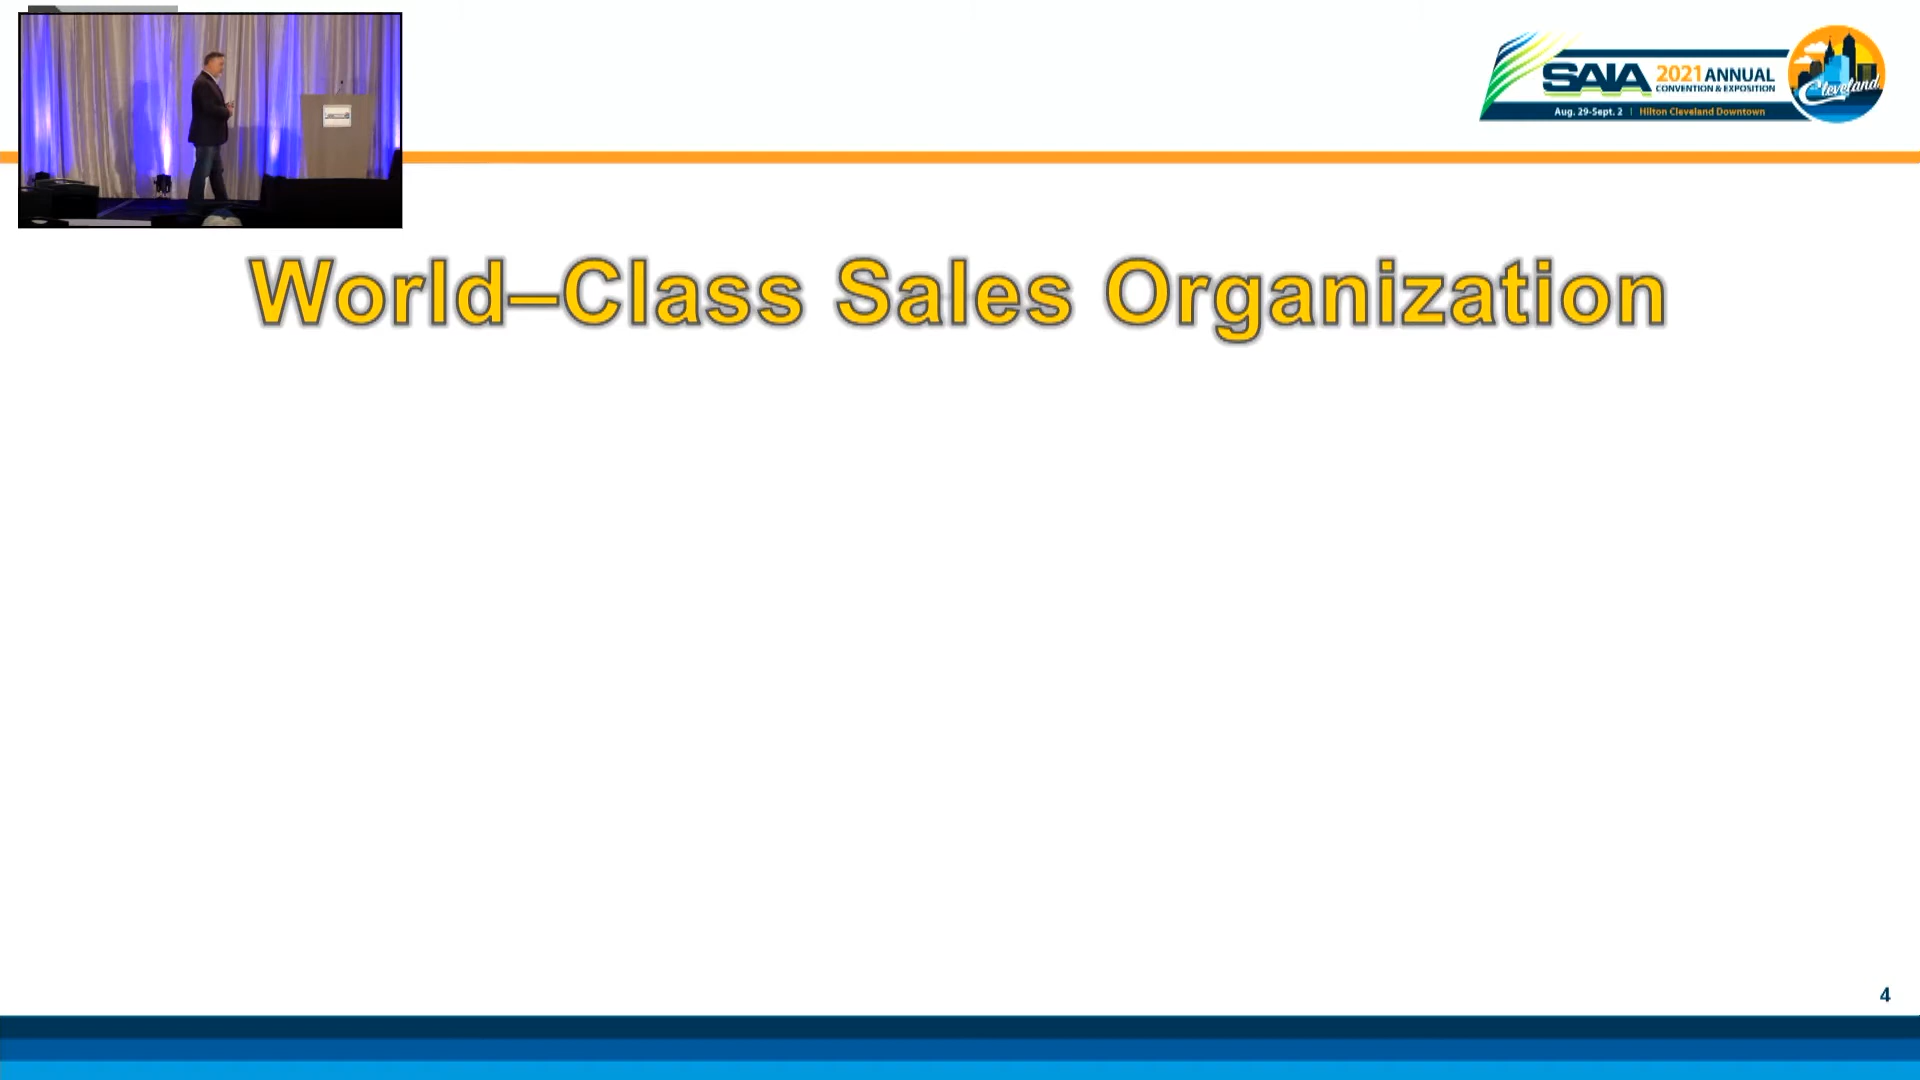 SAIA 2021 ANNUAL
CONVENTION & EXPOSITION
Cleveland
Aug. 29-Sept. 2 | Hilton Cleveland Downtown
World–Class Sales Organization
4